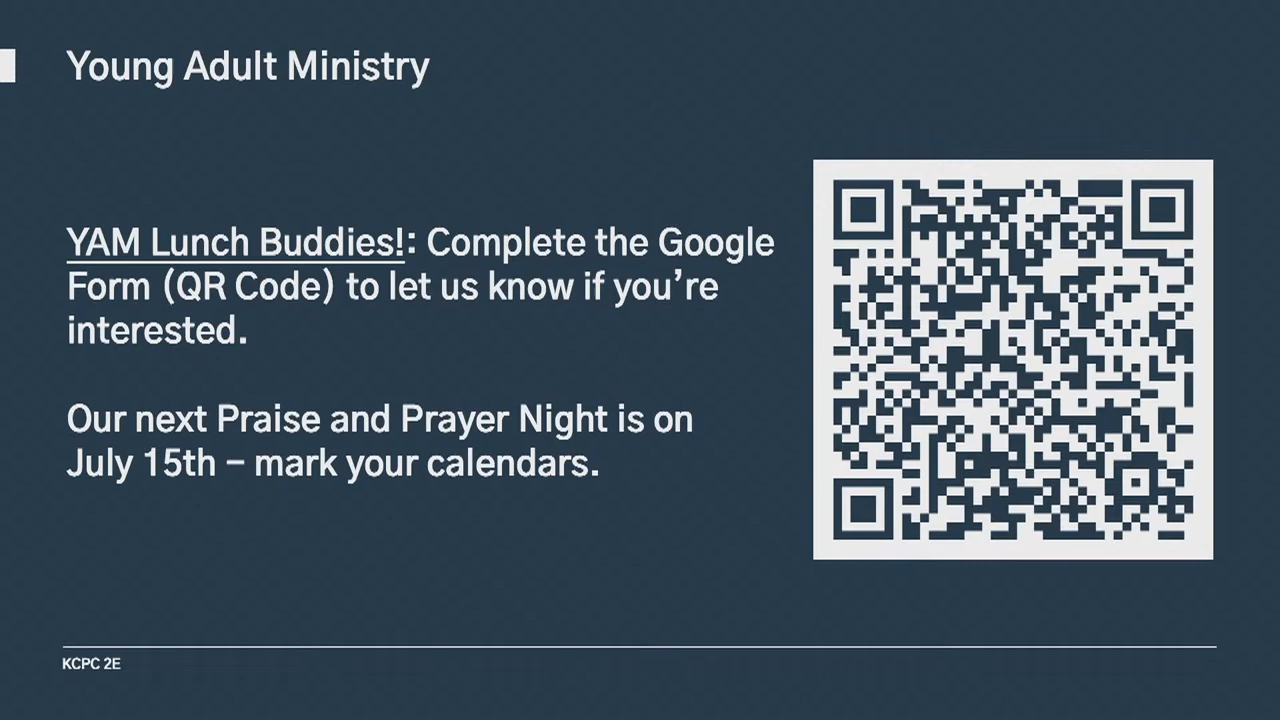 Young Adult Ministry
YAM Lunch Buddies!: Complete the Google
Form (QR Code) to let us know if you’re
interested.
Our next Praise and Prayer Night is on
July 15th – mark your calendars.
KCPC 2E